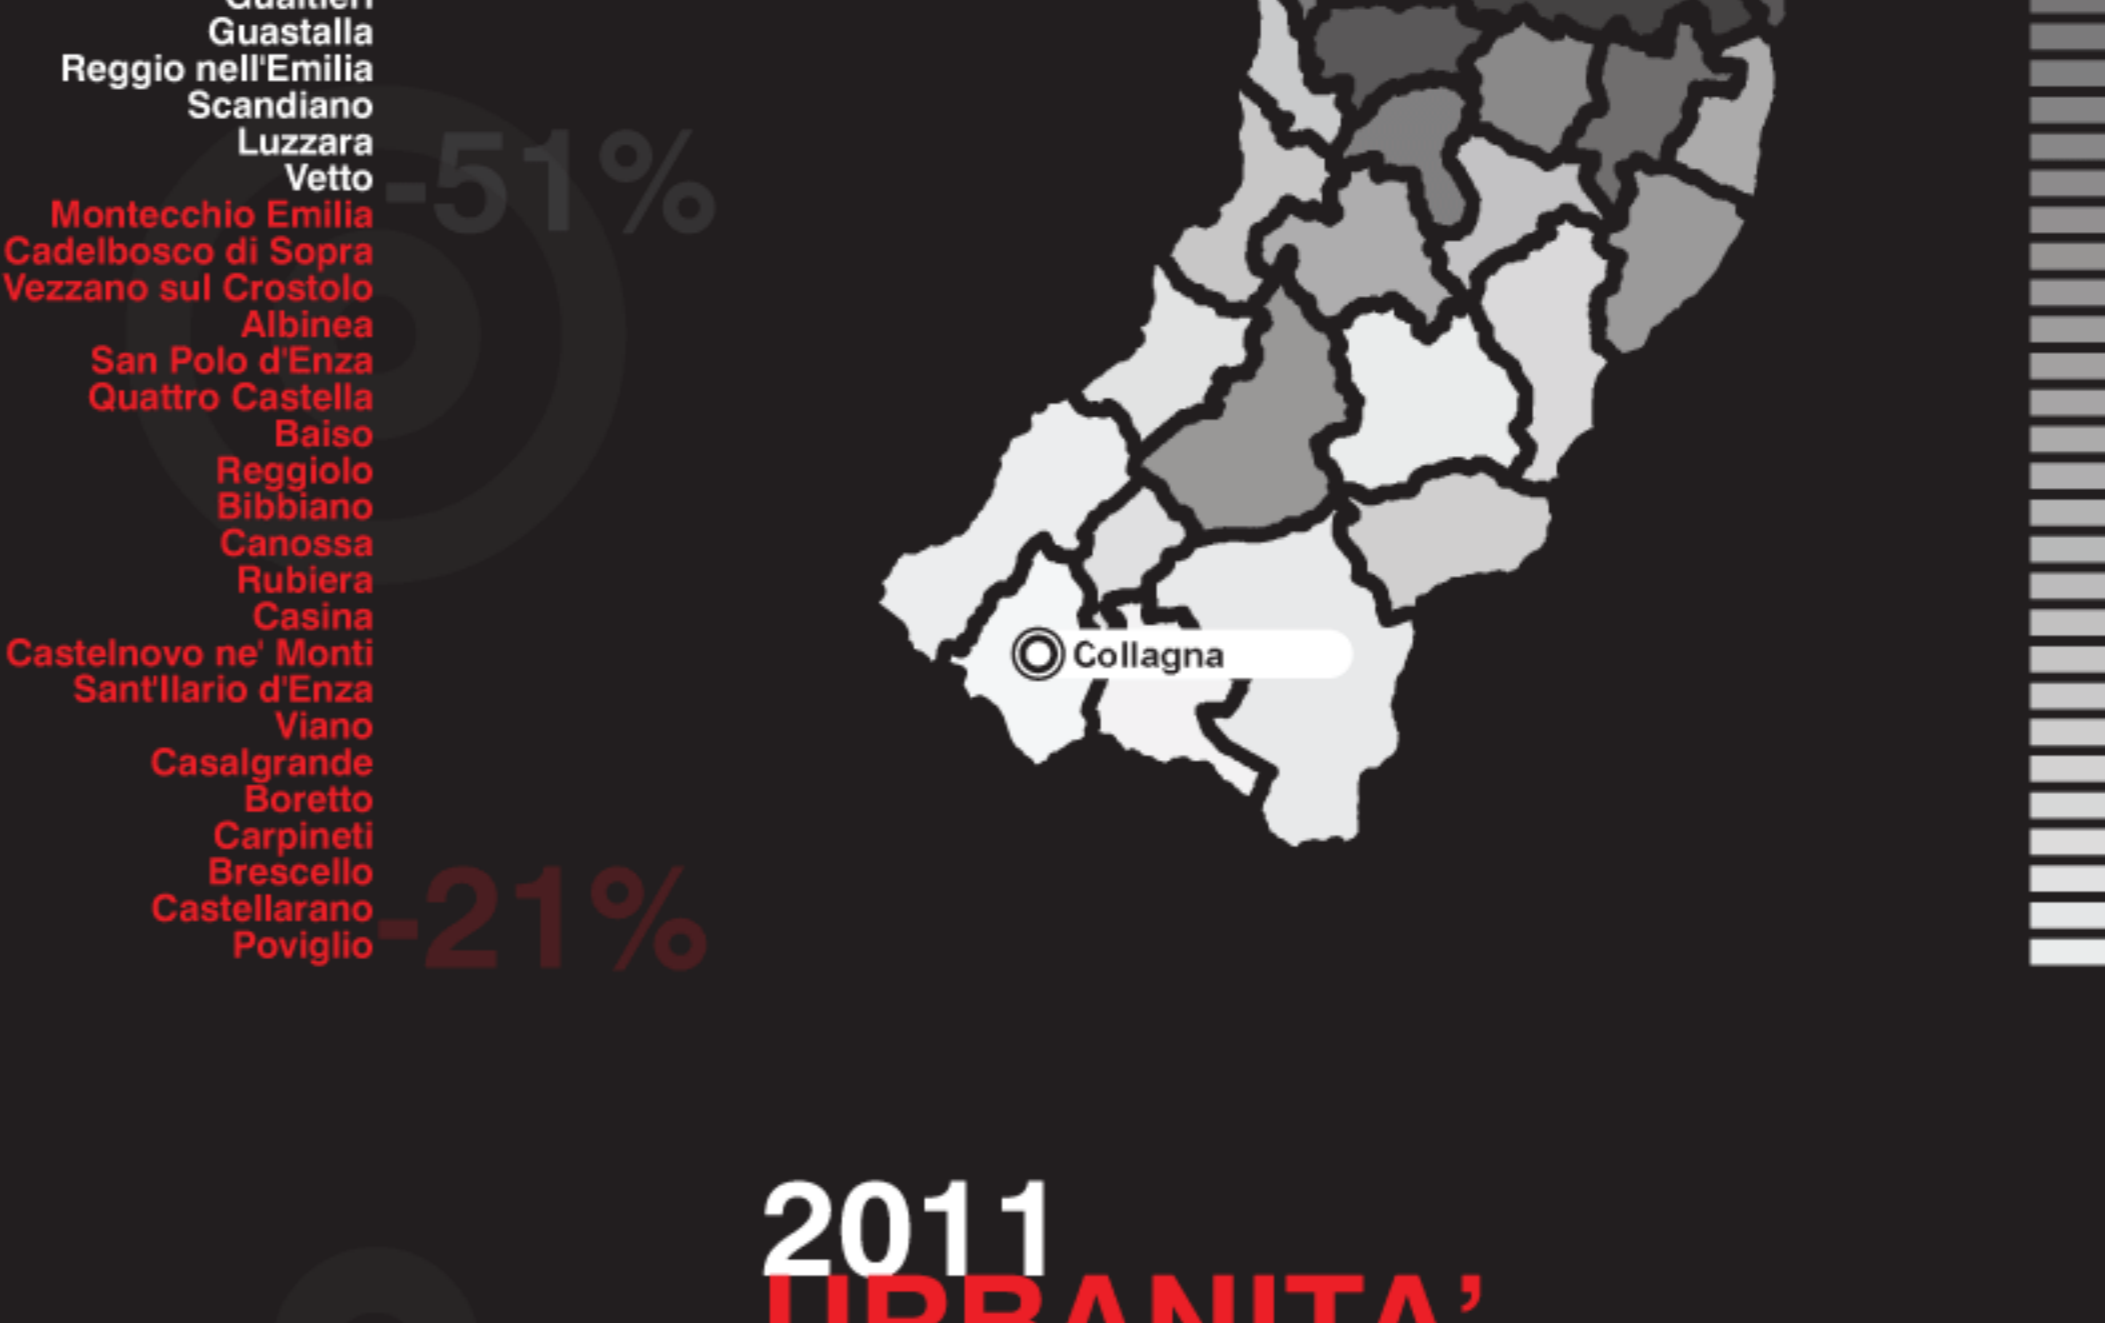 Gualtieri
Guastalla
Reggio nell'Emilia
Scandiano
Luzzara
Vetto
-51%
Montecchio Emilia
Cadelbosco di Sopra
Vezzano sul Crostolo
Albinea
San Polo d'Enza
Quattro Castella
Baiso
Reggiolo
Bibbiano
Canossa
Rubiera
Casina
Castelnovo ne' Monti
Sant'Ilario d'Enza
Viano
Casalgrande
Boretto
Carpineti
Brescello
Castellarano
Poviglio
-21%
Collagna
2011
URBANITA’